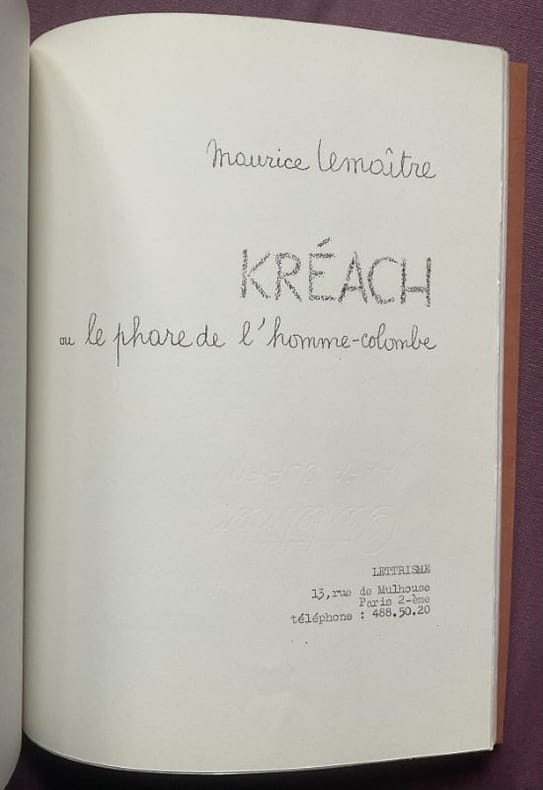 maurice lemaître
KRÉACH
ou le phare de l'homme-colombe
LETTRISME
13,rue de Mulhouse
Paris 2-ème
téléphone : 488.50.20